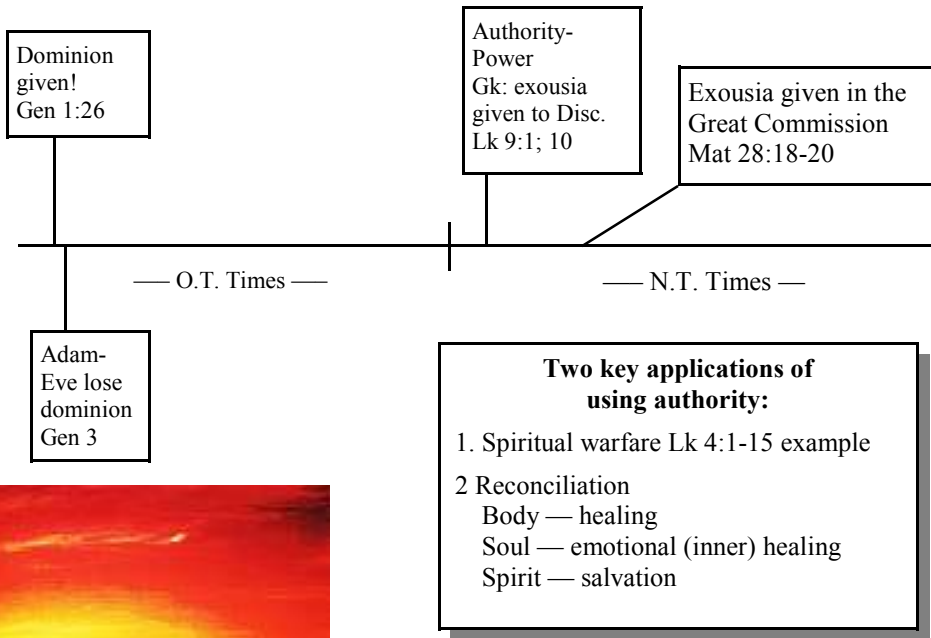 Dominion
given!
Gen 1:26
Authority-
Power
Gk: exousia
given to Disc.
Lk 9:1; 10
Exousia given in the
Great Commission
Mat 28:18-20
–– O.T. Times ––
–– N.T. Times —
Adam-
Eve lose
dominion
Gen 3
Two key applications of
using authority:
1. Spiritual warfare Lk 4:1-15 example
2 Reconciliation
Body — healing
Soul — emotional (inner) healing
Spirit — salvation